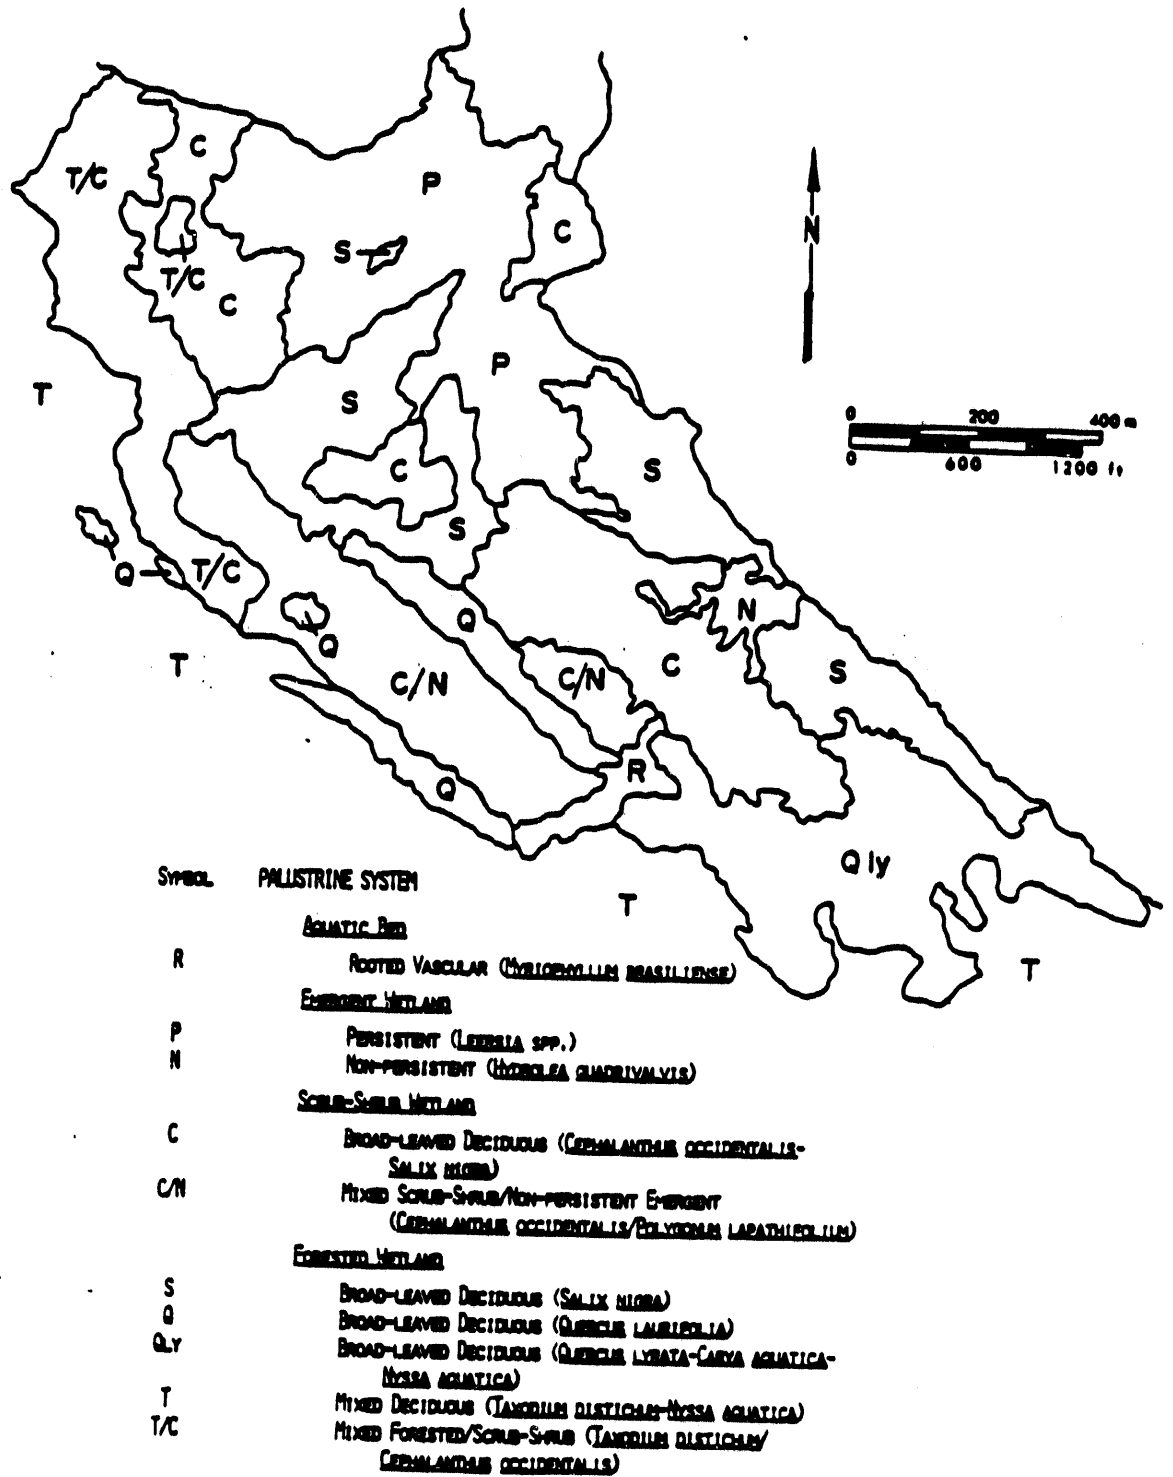 C
T/C
P
C
N
S
T/C
C
P
T
S
0 200 400 m
0 600 1200 ft
C
S
S
Q
T/C
N
Q
Q
T
C/N
C/N
C
S
R
Q
Q ly
T
T
SYMBOL PALUSTRINE SYSTEM
AQUATIC BED
R ROOTED VASCULAR (MYRIOPHYLLUM BRASILIENSE)
EMERGENT WETLAND
P PERSISTENT (LEERSIA SPP.)
N NON-PERSISTENT (HYDROLEA QUADRIVALVIS)
SCRUB-SHRUB WETLAND
C BROAD-LEAVED DECIDUOUS (CEPHALANTHUS OCCIDENTALIS-
SALIX NIGRA)
C/N MIXED SCRUB-SHRUB/NON-PERSISTENT EMERGENT
(CEPHALANTHUS OCCIDENTALIS/POLYGONUM LAPATHIFOLIUM)
FORESTED WETLAND
S BROAD-LEAVED DECIDUOUS (SALIX NIGRA)
Q BROAD-LEAVED DECIDUOUS (QUERCUS LAURIFOLIA)
QLY BROAD-LEAVED DECIDUOUS (QUERCUS LYRATA-CARYA AQUATICA-
NYSSA AQUATICA)
T MIXED DECIDUOUS (TAXODIUM DISTICHUM-NYSSA AQUATICA)
T/C MIXED FORESTED/SCRUB-SHRUB (TAXODIUM DISTICHUM/
CEPHALANTHUS OCCIDENTALIS)